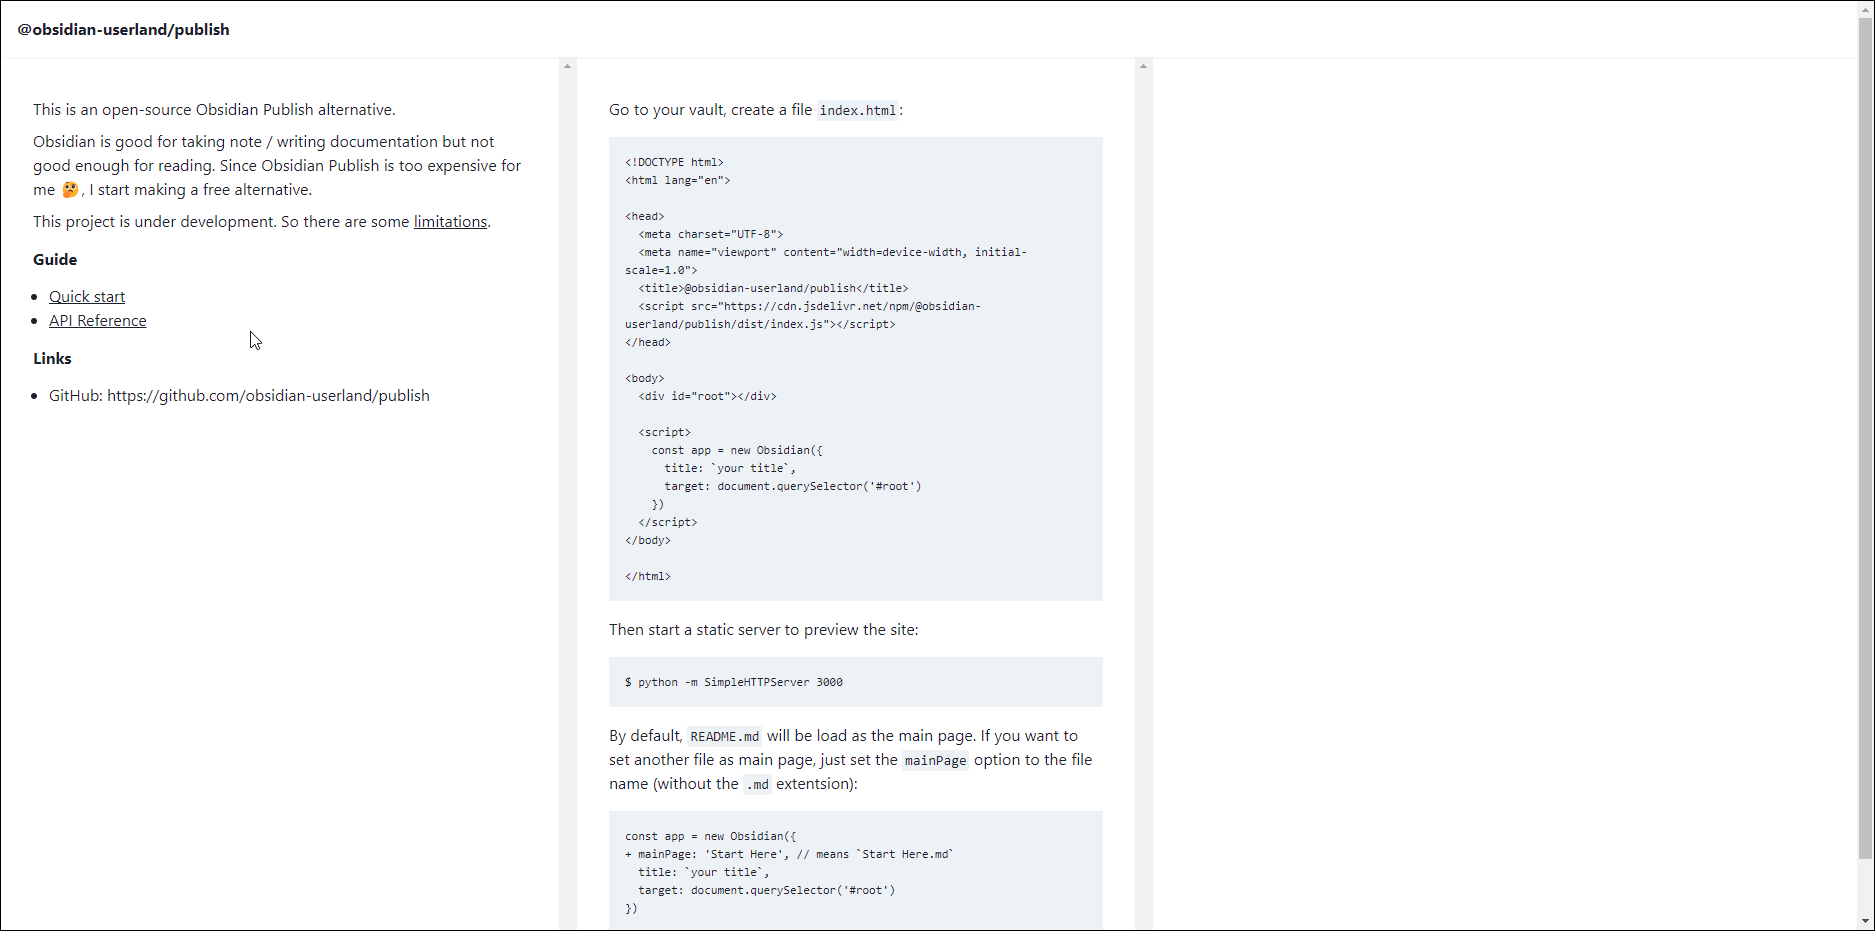 @obsidian-userland/publish
This is an open-source Obsidian Publish alternative.
Obsidian is good for taking note / writing documentation but not
good enough for reading. Since Obsidian Publish is too expensive for
me 🤔, I start making a free alternative.
This project is under development. So there are some limitations.
Guide
• Quick start
• API Reference
Links
• GitHub: https://github.com/obsidian-userland/publish
Go to your vault, create a file index.html:
<!DOCTYPE html>
<html lang="en">
<head>
  <meta charset="UTF-8">
  <meta name="viewport" content="width=device-width, initial-
scale=1.0">
  <title>@obsidian-userland/publish</title>
  <script src="https://cdn.jsdelivr.net/npm/@obsidian-
userland/publish/dist/index.js"></script>
</head>
<body>
  <div id="root"></div>
  <script>
    const app = new Obsidian({
      title: `your title`,
      target: document.querySelector('#root')
    })
  </script>
</body>
</html>
Then start a static server to preview the site:
$ python -m SimpleHTTPServer 3000
By default, README.md will be load as the main page. If you want to
set another file as main page, just set the mainPage option to the file
name (without the .md extentsion):
const app = new Obsidian({
+ mainPage: 'Start Here', // means `Start Here.md`
  title: `your title`,
  target: document.querySelector('#root')
})